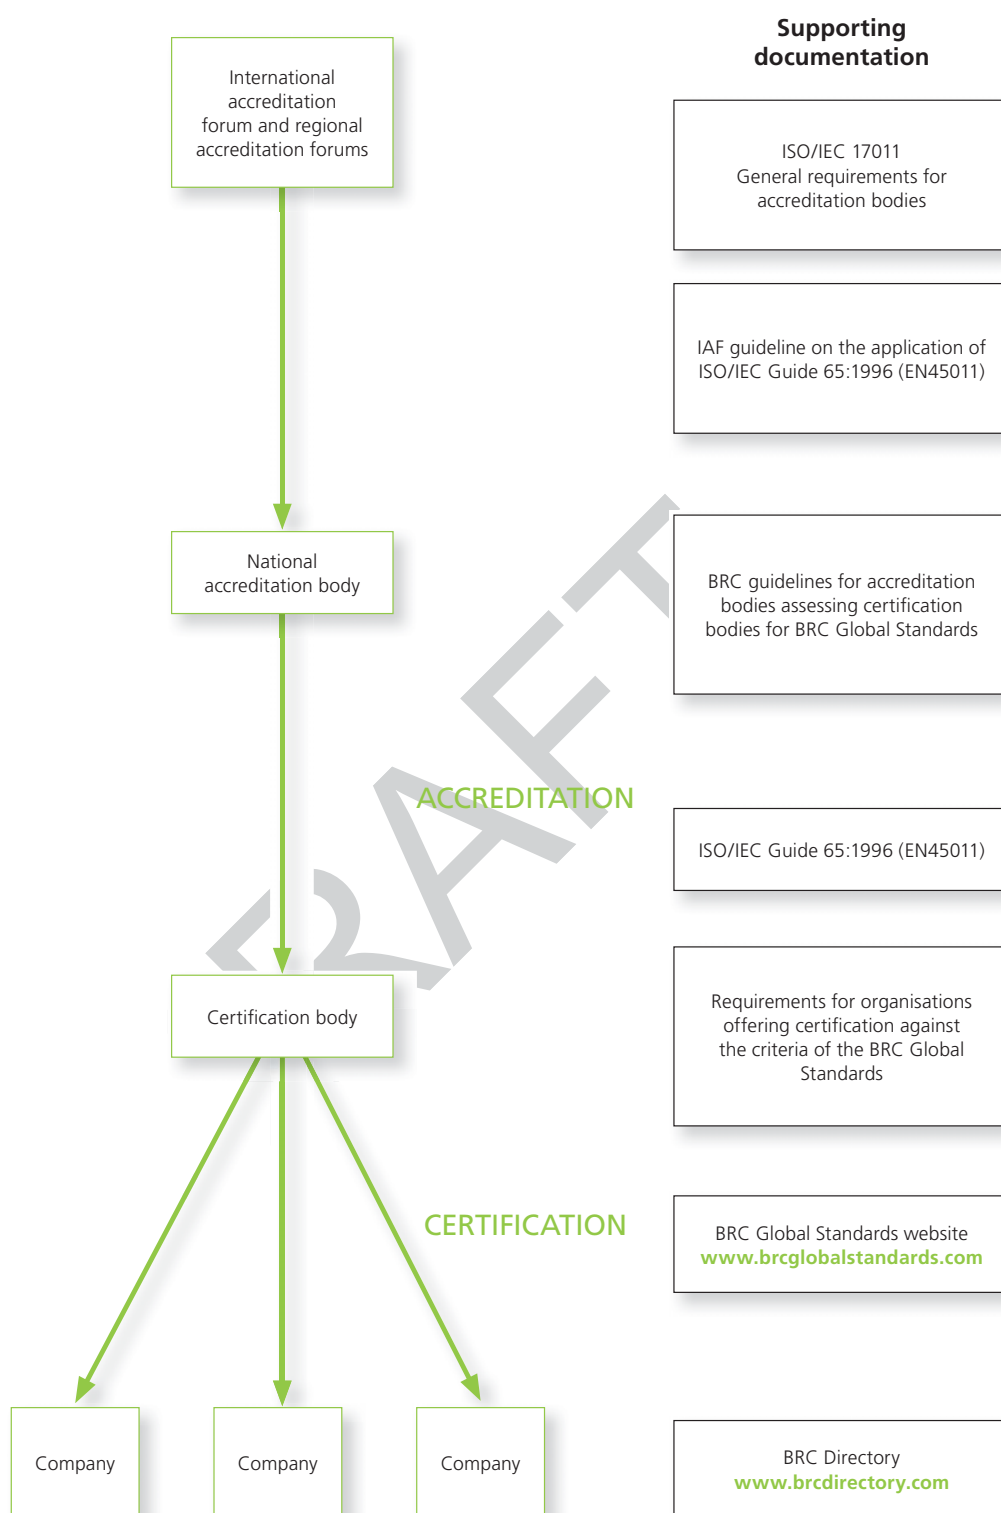 Supporting
documentation
International
accreditation
forum and regional
accreditation forums
ISO/IEC 17011
General requirements for
accreditation bodies
IAF guideline on the application of
ISO/IEC Guide 65:1996 (EN45011)
National
accreditation body
BRC guidelines for accreditation
bodies assessing certification
bodies for BRC Global Standards
ACCREDITATION
ISO/IEC Guide 65:1996 (EN45011)
RAFT
Certification body
Requirements for organisations
offering certification against
the criteria of the BRC Global
Standards
CERTIFICATION
BRC Global Standards website
www.brcglobalstandards.com
Company
Company
Company
BRC Directory
www.brcdirectory.com